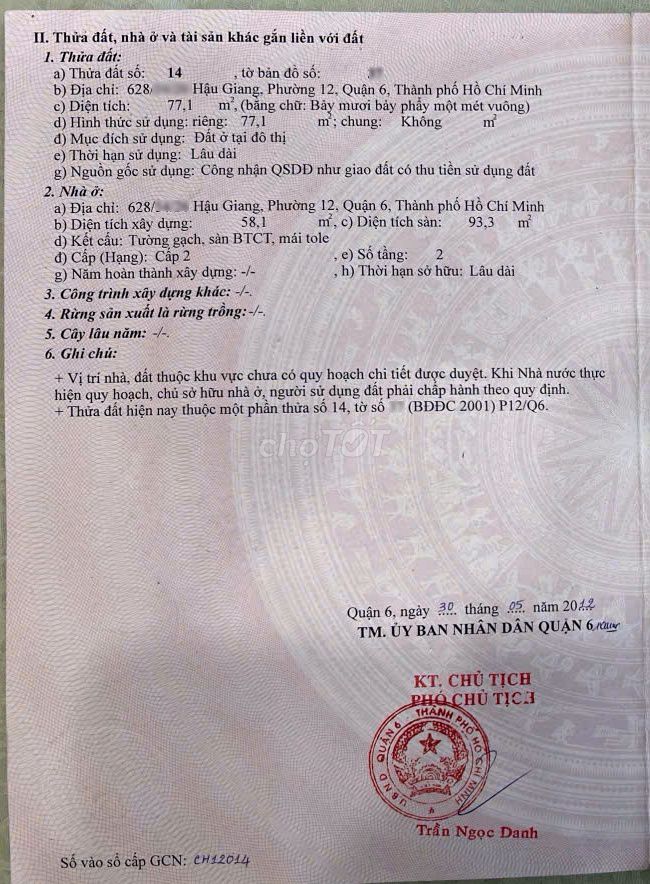 II. Thửa đất, nhà ở và tài sản khác gắn liền với đất
1. Thửa đất:
a) Thửa đất số: 14 , tờ bản đồ số:
b) Địa chỉ: 628/ Hậu Giang, Phường 12, Quận 6, Thành phố Hồ Chí Minh
c) Diện tích: 77,1 m², (bằng chữ: Bảy mươi bảy phẩy một mét vuông)
d) Hình thức sử dụng: riêng: 77,1 m²; chung: Không m²
đ) Mục đích sử dụng: Đất ở tại đô thị
e) Thời hạn sử dụng: Lâu dài
g) Nguồn gốc sử dụng: Công nhận QSDĐ như giao đất có thu tiền sử dụng đất
2. Nhà ở:
a) Địa chỉ: 628/ Hậu Giang, Phường 12, Quận 6, Thành phố Hồ Chí Minh
b) Diện tích xây dựng: 58,1 m², c) Diện tích sàn: 93,3 m²
d) Kết cấu: Tường gạch, sàn BTCT, mái tole
đ) Cấp (Hạng): Cấp 2 , e) Số tầng: 2
g) Năm hoàn thành xây dựng: -/- , h) Thời hạn sở hữu: Lâu dài
3. Công trình xây dựng khác: -/-.
4. Rừng sản xuất là rừng trồng:-/-.
5. Cây lâu năm: -/-.
6. Ghi chú:
+ Vị trí nhà, đất thuộc khu vực chưa có quy hoạch chi tiết được duyệt. Khi Nhà nước thực
hiện quy hoạch, chủ sở hữu nhà ở, người sử dụng đất phải chấp hành theo quy định.
+ Thửa đất hiện nay thuộc một phần thửa số 14, tờ số (BĐĐC 2001) P12/Q6.
chợTỐT
Quận 6, ngày 30 tháng 05 năm 2012
TM. ỦY BAN NHÂN DÂN QUẬN 6
KT. CHỦ TỊCH
PHÓ CHỦ TỊCH
U.B.N.D QUẬN 6 - THÀNH PHỐ HỒ CHÍ MINH
Trần Ngọc Danh
Số vào sổ cấp GCN: CH12014